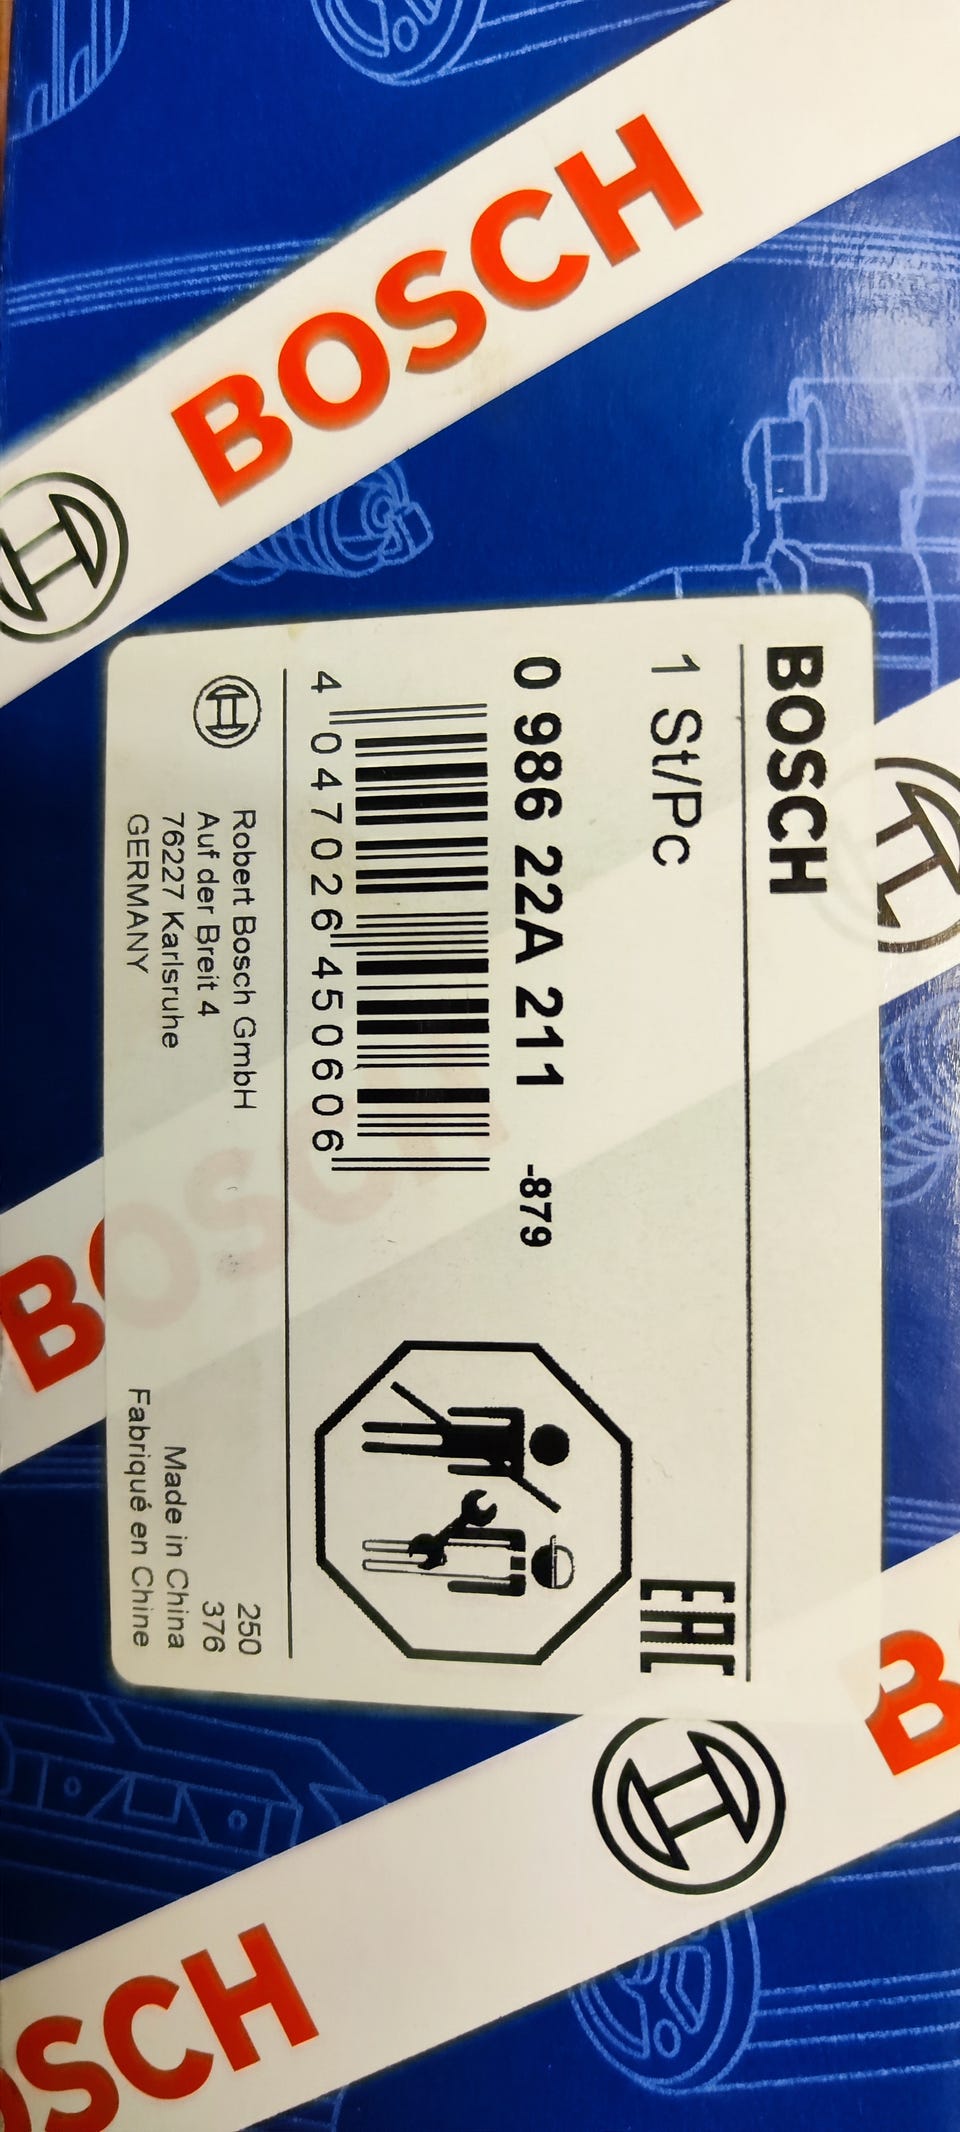 BOSCH
BOSCH
1 St/Pc
EAC
0 986 22A 211 -879
4 047026 450606
Robert Bosch GmbH
Auf der Breit 4
76227 Karlsruhe
GERMANY
250
376
Made in China
Fabriqué en Chine
BOSCH
B
OSCH